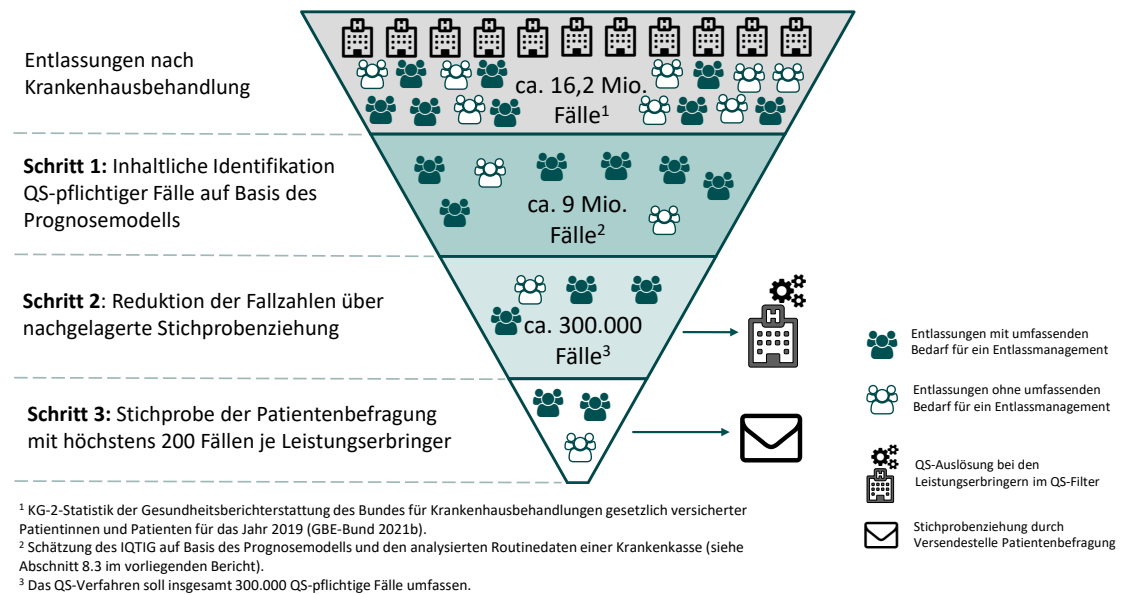 Entlassungen nach
Krankenhausbehandlung
ca. 16,2 Mio.
Fälle¹
Schritt 1: Inhaltliche Identifikation
QS-pflichtiger Fälle auf Basis des
Prognosemodells
ca. 9 Mio.
Fälle²
Schritt 2: Reduktion der Fallzahlen über
nachgelagerte Stichprobenziehung
ca. 300.000
Fälle³
Schritt 3: Stichprobe der Patientenbefragung
mit höchstens 200 Fällen je Leistungserbringer
Entlassungen mit umfassenden
Bedarf für ein Entlassmanagement
Entlassungen ohne umfassenden
Bedarf für ein Entlassmanagement
QS-Auslösung bei den
Leistungserbringern im QS-Filter
Stichprobenziehung durch
Versendestelle Patientenbefragung
¹ KG-2-Statistik der Gesundheitsberichterstattung des Bundes für Krankenhausbehandlungen gesetzlich versicherter
Patientinnen und Patienten für das Jahr 2019 (GBE-Bund 2021b).
² Schätzung des IQTIG auf Basis des Prognosemodells und den analysierten Routinedaten einer Krankenkasse (siehe
Abschnitt 8.3 im vorliegenden Bericht).
³ Das QS-Verfahren soll insgesamt 300.000 QS-pflichtige Fälle umfassen.